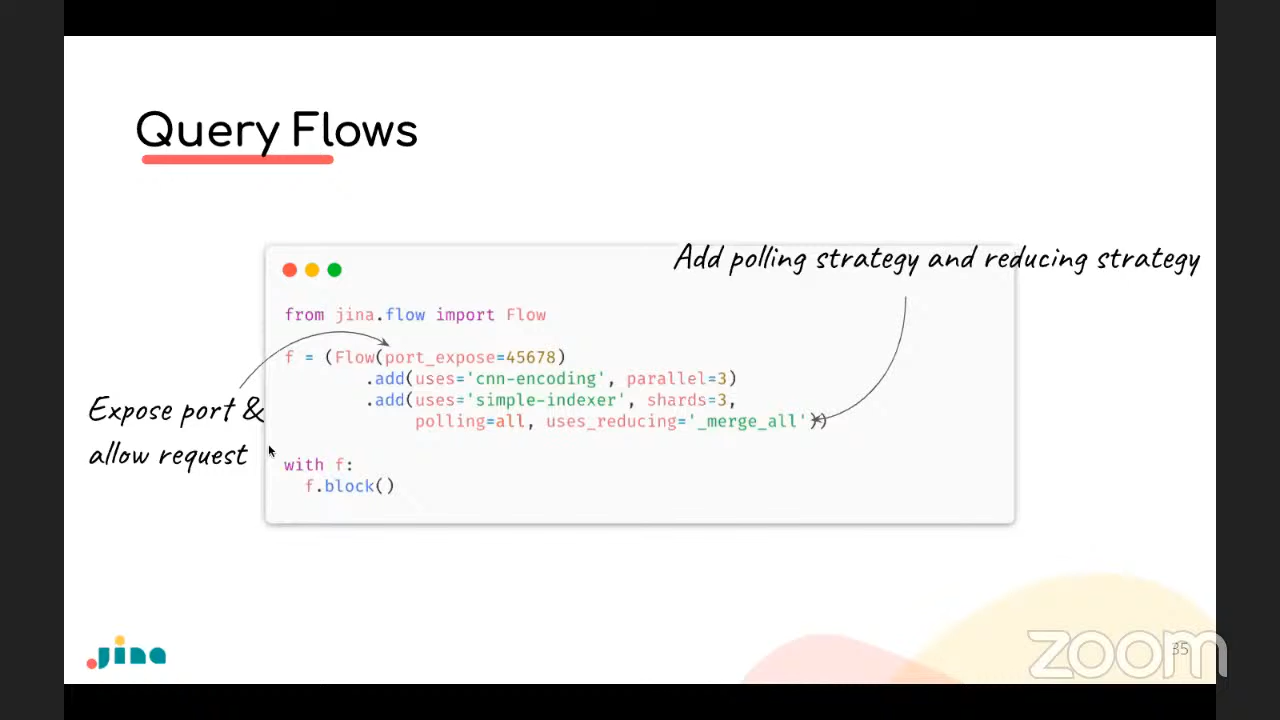 Query Flows
Add polling strategy and reducing strategy
from jina.flow import Flow
f = (Flow(port_expose=45678)
.add(uses='cnn-encoding', parallel=3)
.add(uses='simple-indexer', shards=3,
polling=all, uses_reducing='_merge_all'))
Expose port &
allow request
with f:
f.block()
jina
zoom
35